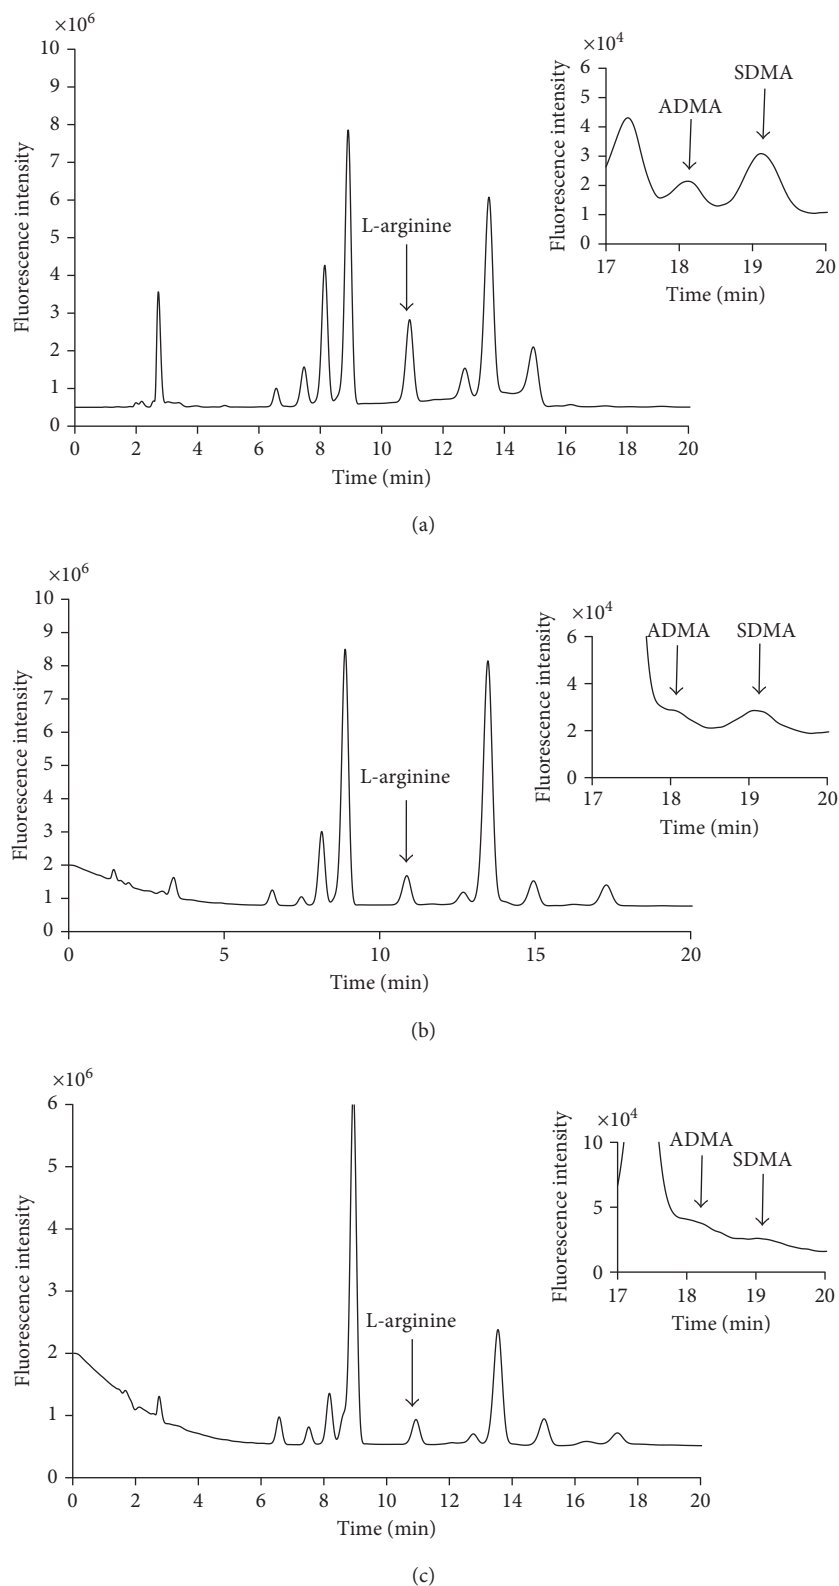 ×10⁶
10
9
8
7
6
5
4
3
2
1
0
Fluorescence intensity
L-arginine
0 2 4 6 8 10 12 14 16 18 20
Time (min)
×10⁴
6
5
4
3
2
1
0
Fluorescence intensity
ADMA
SDMA
17 18 19 20
Time (min)
(a)
×10⁶
10
9
8
7
6
5
4
3
2
1
0
Fluorescence intensity
L-arginine
0 5 10 15 20
Time (min)
×10⁴
6
4
2
0
Fluorescence intensity
ADMA SDMA
17 18 19 20
Time (min)
(b)
×10⁶
6
5
4
3
2
1
0
Fluorescence intensity
L-arginine
0 2 4 6 8 10 12 14 16 18 20
Time (min)
×10⁴
10
5
0
Fluorescence intensity
ADMA
SDMA
17 18 19 20
Time (min)
(c)